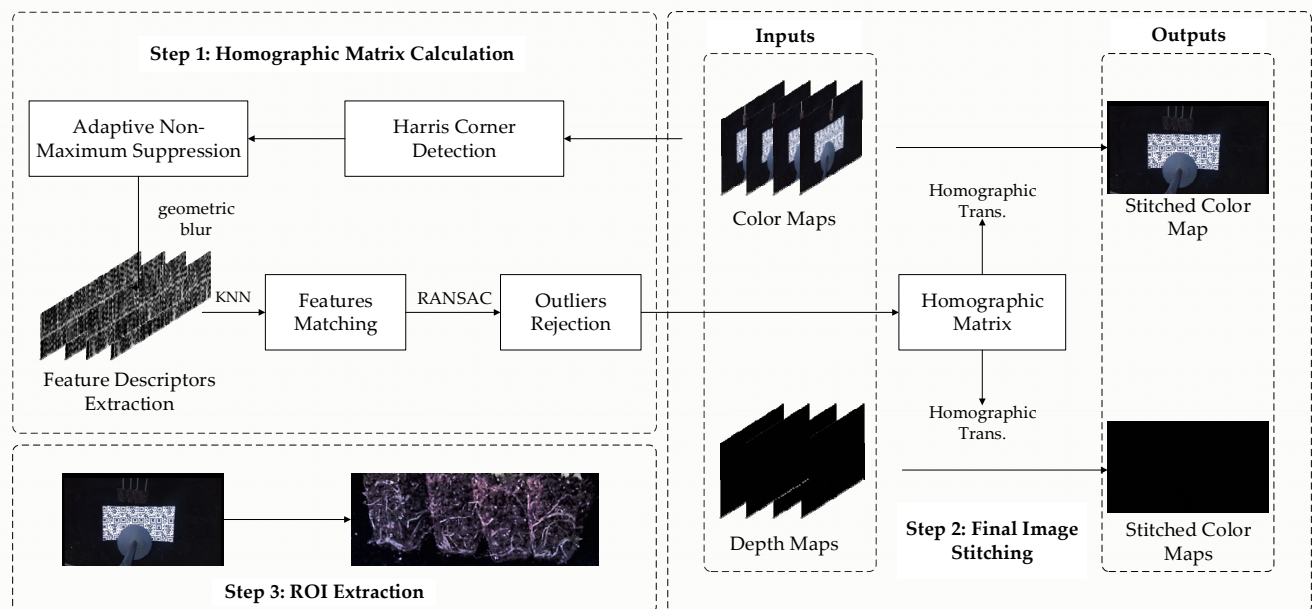 Step 1: Homographic Matrix Calculation
Adaptive Non-
Maximum Suppression
Harris Corner
Detection
geometric
blur
KNN
Features
Matching
RANSAC
Outliers
Rejection
Feature Descriptors
Extraction
Inputs
Outputs
Color Maps
Homographic
Trans.
Stitched Color
Map
Homographic
Matrix
Homographic
Trans.
Depth Maps
Step 2: Final Image
Stitching
Stitched Color
Maps
Step 3: ROI Extraction